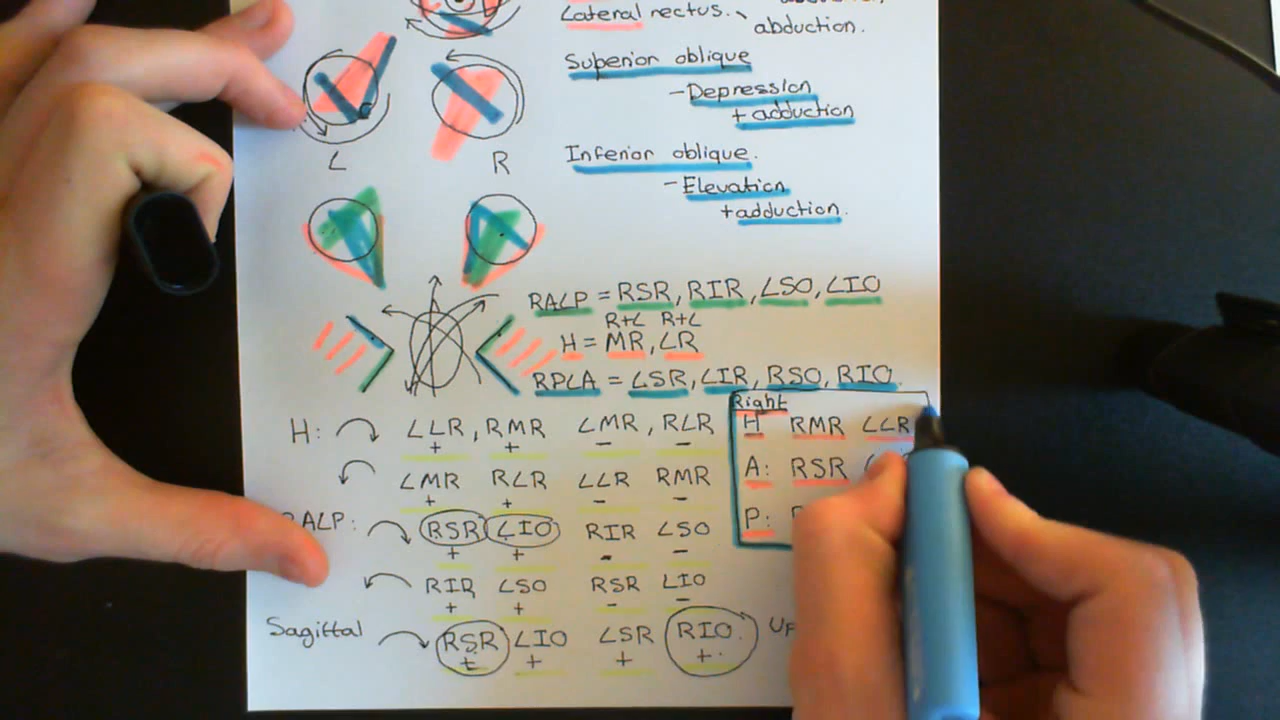 Lateral rectus.
abduction.
Superior oblique
- Depression
+ adduction
L R
Inferior oblique.
- Elevation
+ adduction.
RALP = RSR, RIR, LSO, LIO
R+L R+L
H = MR, LR
RPLA = LSR, LIR, RSO, RIO.
Right
H: LLR, RMR LMR, RLR
+ + - -
H RMR LLR
LMR RLR LLR RMR
+ + - -
A: RSR
RALP: RSR LIO RIR LSO
+ + - -
P:
RIR LSO RSR LIO
+ + - -
Sagittal RSR LIO LSR RIO.
+ + + +